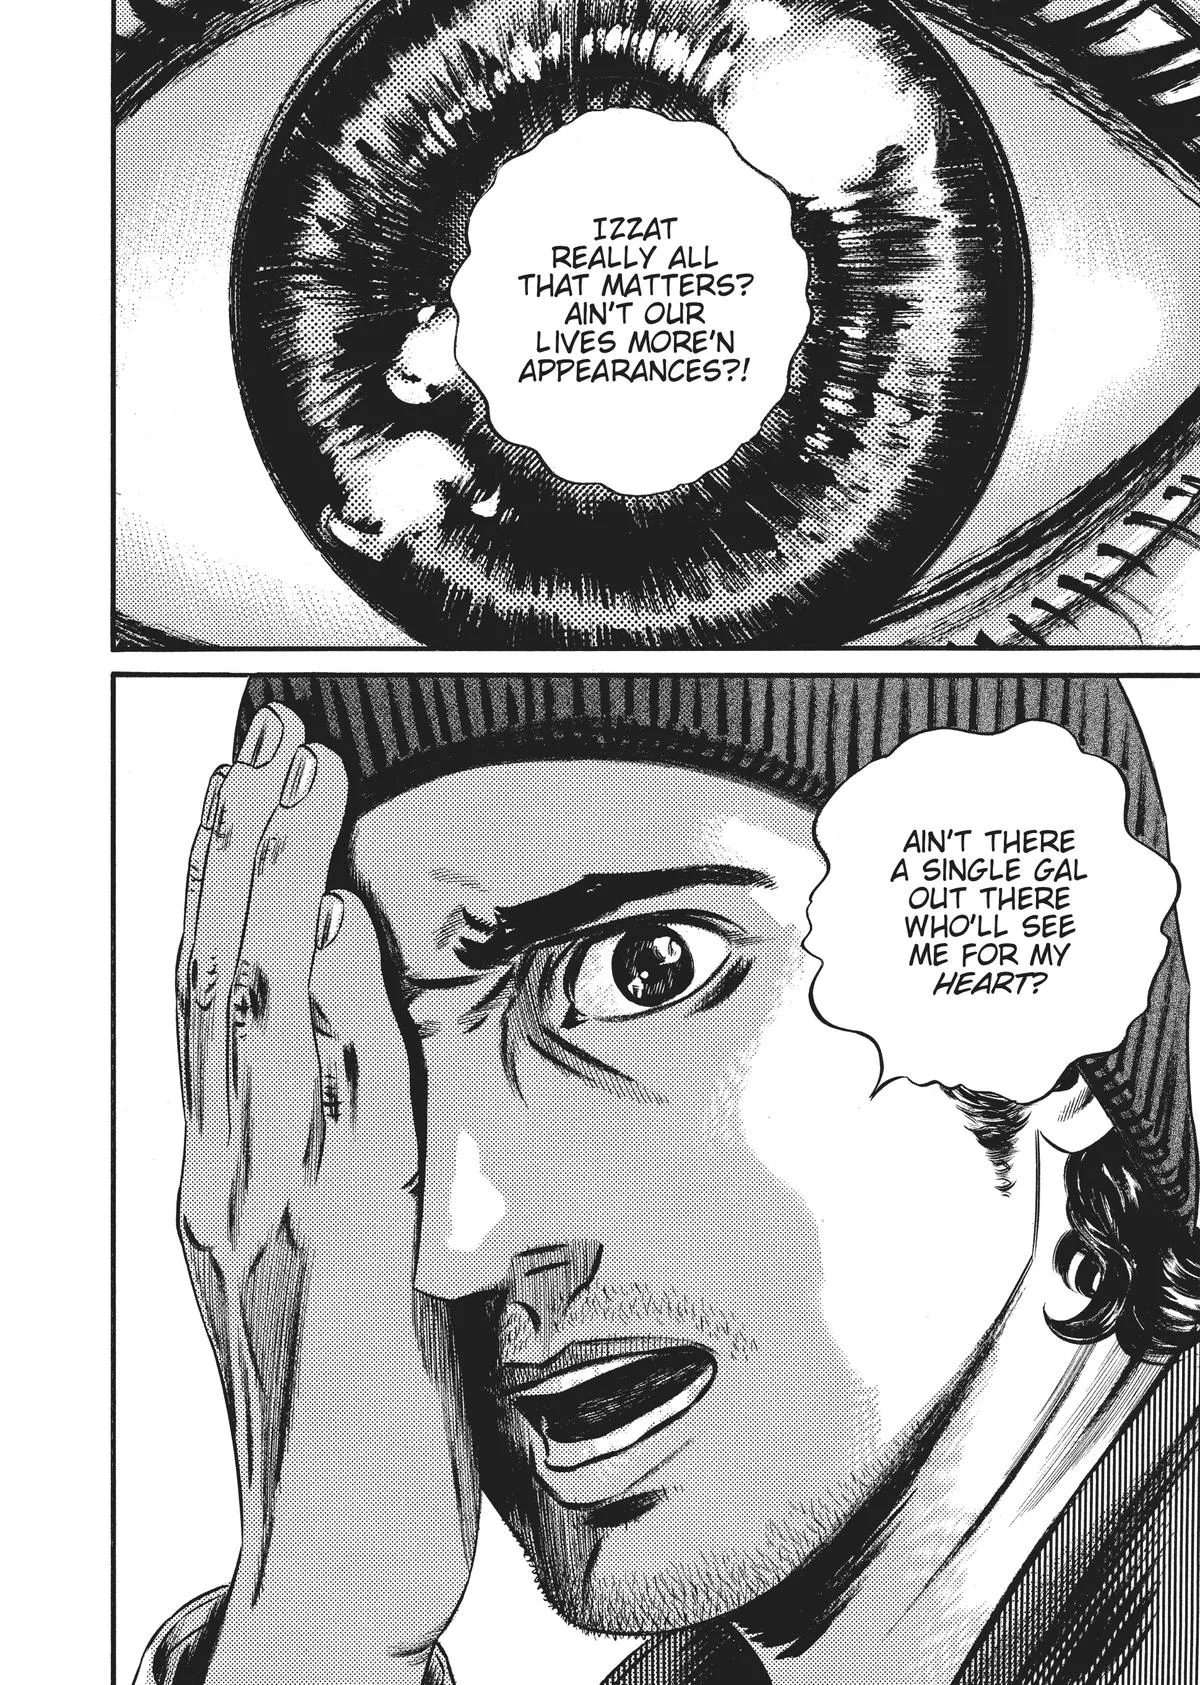 IZZAT
REALLY ALL
THAT MATTERS?
AIN'T OUR
LIVES MORE'N
APPEARANCES?!
AIN'T THERE
A SINGLE GAL
OUT THERE
WHO'LL SEE
ME FOR MY
HEART?